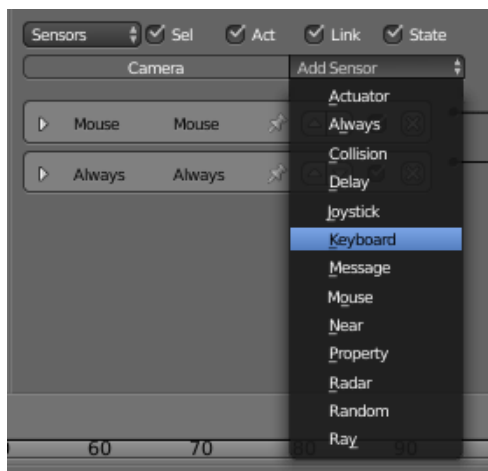 Sensors Sel Act Link State
Camera Add Sensor
Actuator
Mouse Mouse
Always
Collision
Always Always
Delay
Joystick
Keyboard
Message
Mouse
Near
Property
Radar
Random
Ray
60 70 80 90